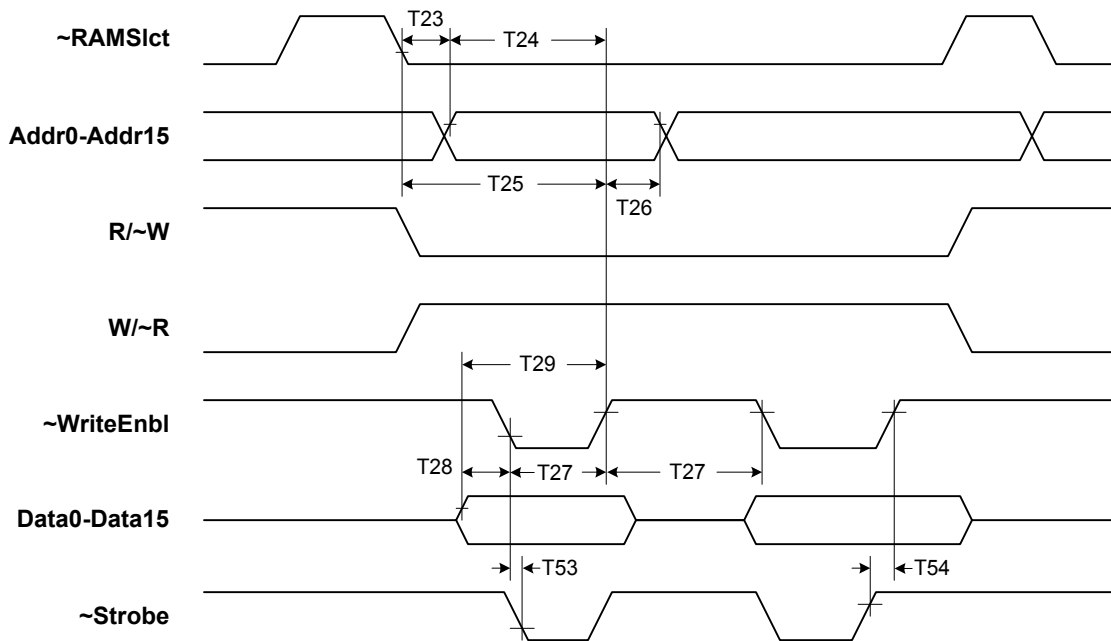 T23
~RAMSlct
T24
Addr0-Addr15
T25
T26
R/~W
W/~R
T29
~WriteEnbl
T28
T27
T27
Data0-Data15
T53
T54
~Strobe